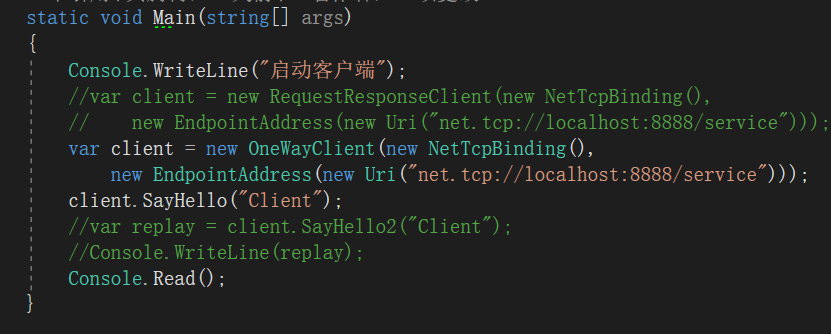 static void Main(string[] args)
{
Console.WriteLine("启动客户端");
//var client = new RequestResponseClient(new NetTcpBinding(),
//    new EndpointAddress(new Uri("net.tcp://localhost:8888/service")));
var client = new OneWayClient(new NetTcpBinding(),
new EndpointAddress(new Uri("net.tcp://localhost:8888/service")));
client.SayHello("Client");
//var replay = client.SayHello2("Client");
//Console.WriteLine(replay);
Console.Read();
}